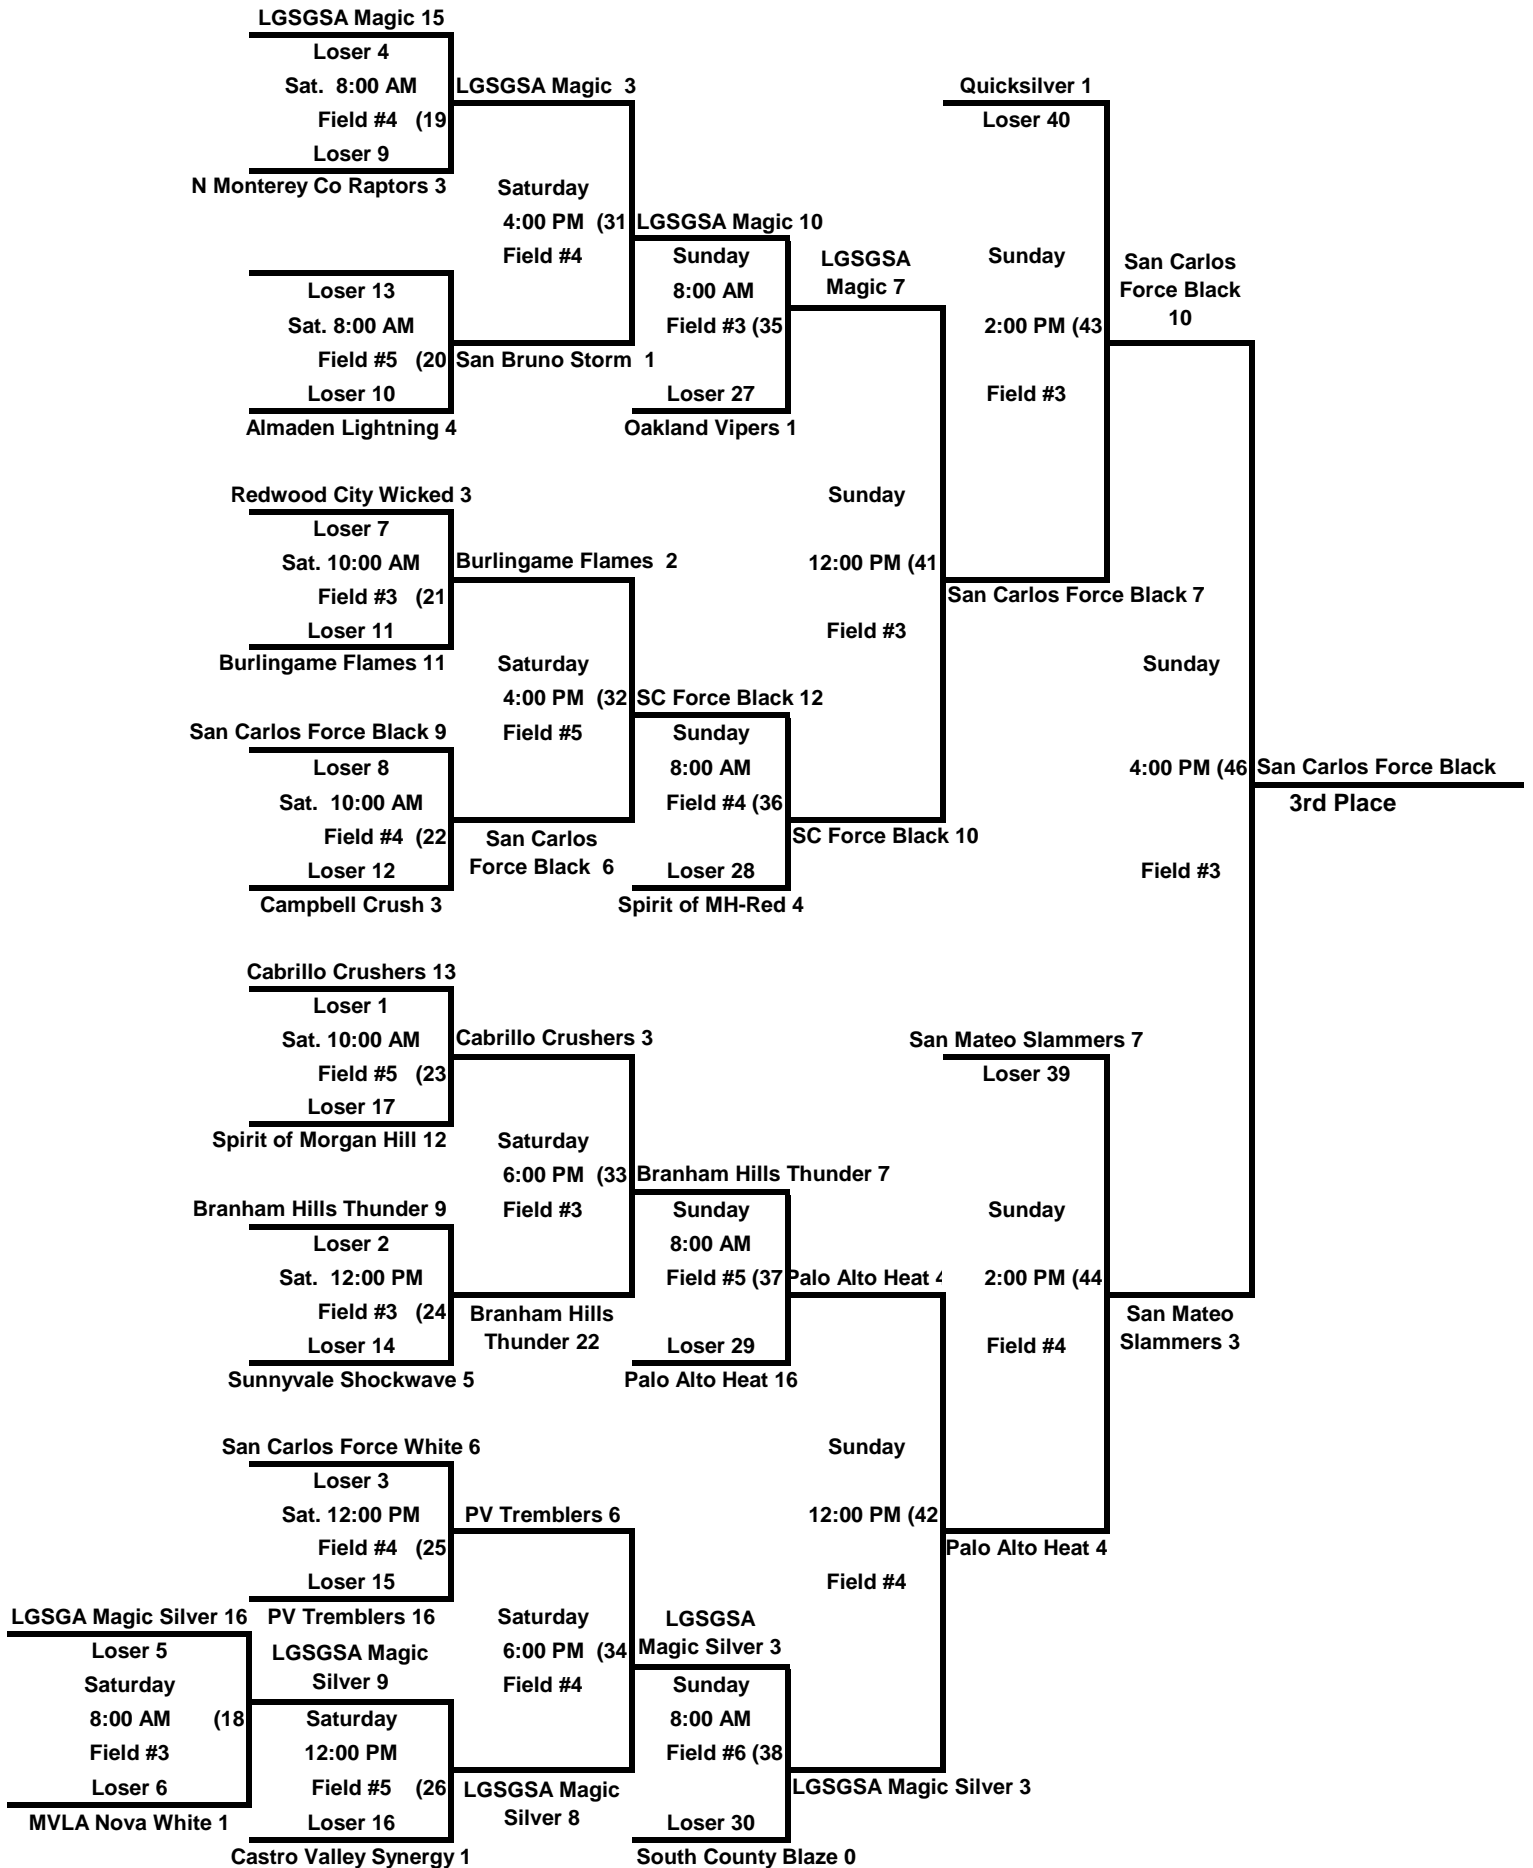 LGSGSA Magic 15
Loser 4
Sat. 8:00 AM
Field #4 (19
Loser 9
N Monterey Co Raptors 3
LGSGSA Magic 3
Saturday
4:00 PM (31
Field #4
Loser 13
Sat. 8:00 AM
Field #5 (20
Loser 10
Almaden Lightning 4
San Bruno Storm 1
LGSGSA Magic 10
Sunday
8:00 AM
Field #3 (35
Loser 27
Oakland Vipers 1
LGSGSA
Magic 7
Quicksilver 1
Loser 40
Sunday
2:00 PM (43
Field #3
San Carlos
Force Black
10
Redwood City Wicked 3
Loser 7
Sat. 10:00 AM
Field #3 (21
Loser 11
Burlingame Flames 11
Burlingame Flames 2
Saturday
4:00 PM (32
Field #5
San Carlos Force Black 9
Loser 8
Sat. 10:00 AM
Field #4 (22
Loser 12
Campbell Crush 3
San Carlos
Force Black 6
SC Force Black 12
Sunday
8:00 AM
Field #4 (36
Loser 28
Spirit of MH-Red 4
SC Force Black 10
Sunday
12:00 PM (41
Field #3
San Carlos Force Black 7
Sunday
4:00 PM (46
Field #3
San Carlos Force Black
3rd Place
Cabrillo Crushers 13
Loser 1
Sat. 10:00 AM
Field #5 (23
Loser 17
Spirit of Morgan Hill 12
Cabrillo Crushers 3
Saturday
6:00 PM (33
Field #3
Branham Hills Thunder 9
Loser 2
Sat. 12:00 PM
Field #3 (24
Loser 14
Sunnyvale Shockwave 5
Branham Hills
Thunder 22
Branham Hills Thunder 7
Sunday
8:00 AM
Field #5 (37
Loser 29
Palo Alto Heat 16
Palo Alto Heat 4
San Mateo Slammers 7
Loser 39
Sunday
2:00 PM (44
Field #4
San Mateo
Slammers 3
San Carlos Force White 6
Loser 3
Sat. 12:00 PM
Field #4 (25
Loser 15
PV Tremblers 16
PV Tremblers 6
Saturday
6:00 PM (34
Field #4
LGSGA Magic Silver 16
Loser 5
Saturday
8:00 AM (18
Field #3
Loser 6
MVLA Nova White 1
LGSGSA Magic
Silver 9
Saturday
12:00 PM
Field #5 (26
Loser 16
Castro Valley Synergy 1
LGSGSA Magic
Silver 8
LGSGSA
Magic Silver 3
Sunday
8:00 AM
Field #6 (38
Loser 30
South County Blaze 0
LGSGSA Magic Silver 3
Sunday
12:00 PM (42
Field #4
Palo Alto Heat 4